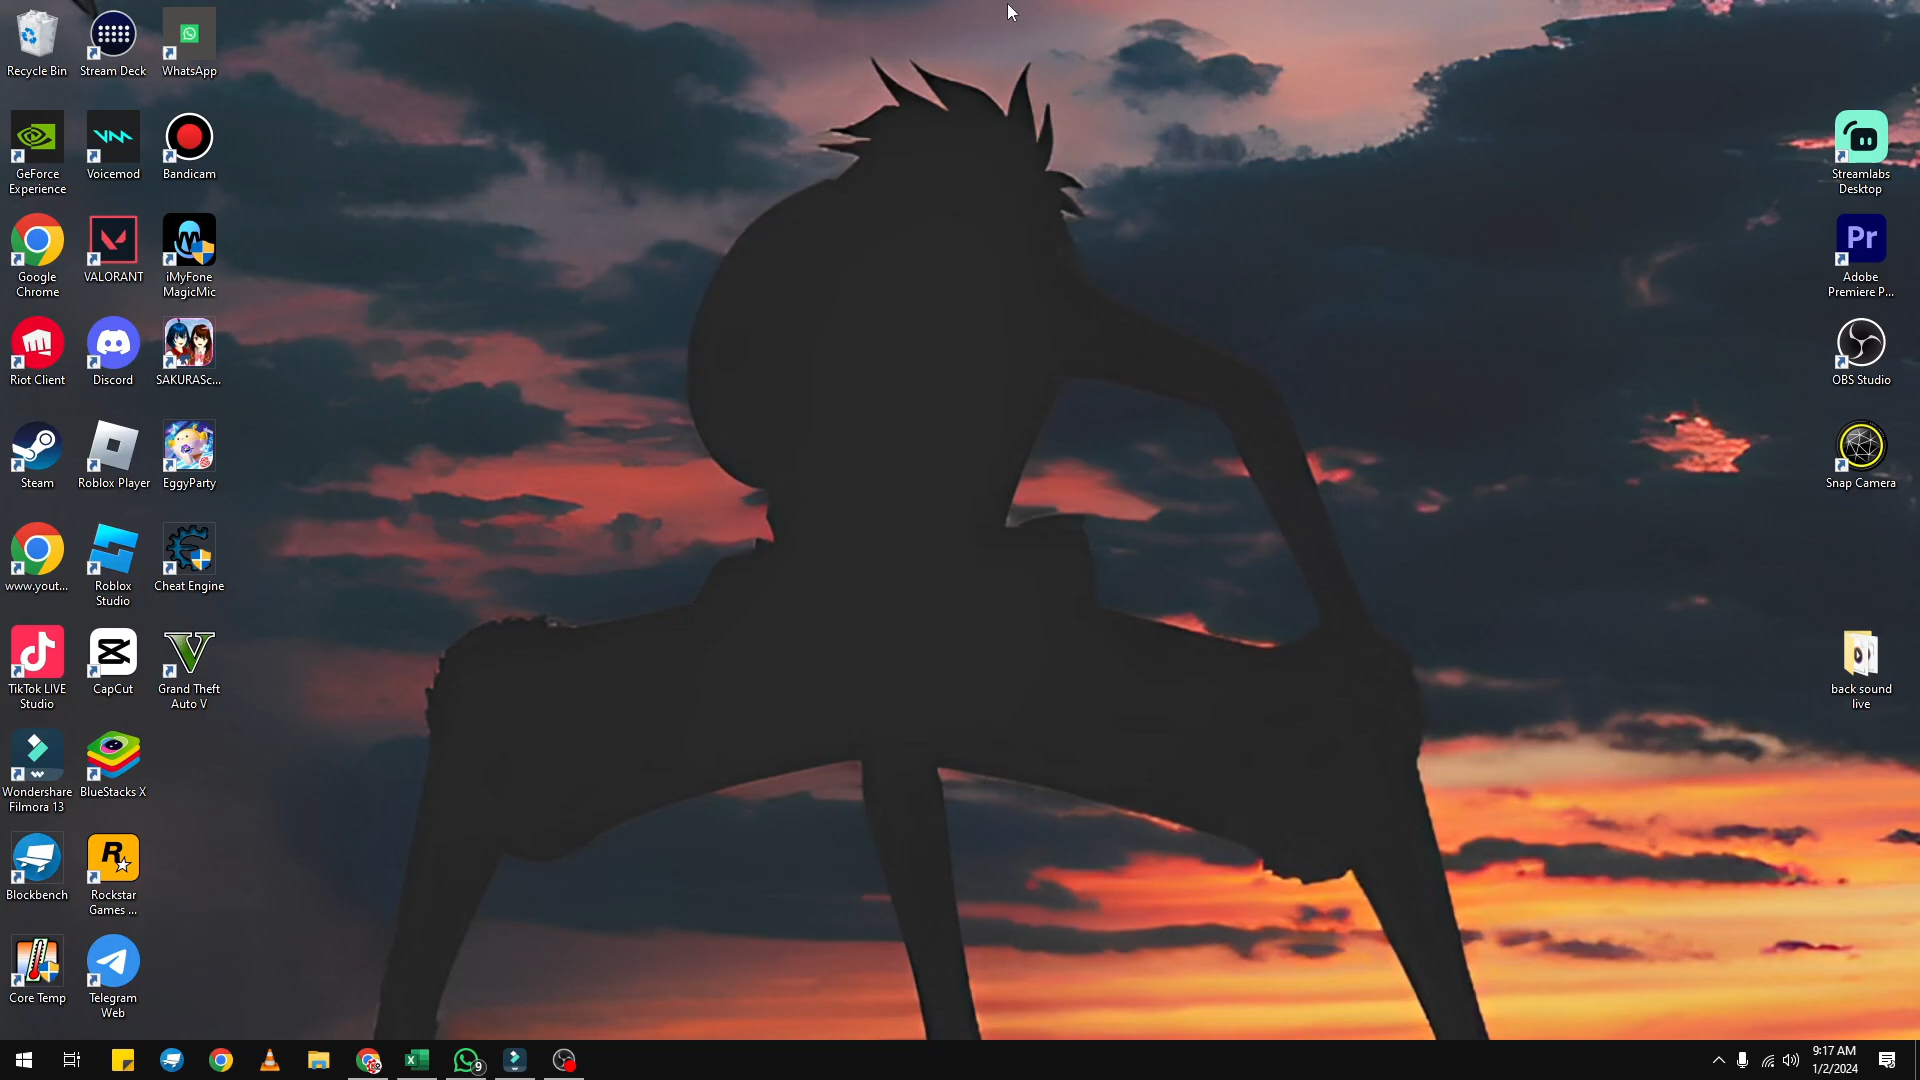 Recycle Bin
Stream Deck
WhatsApp
GeForce
Experience
Voicemod
Bandicam
Streamlabs
Desktop
Google
Chrome
VALORANT
iMyFone
MagicMic
Pr
Adobe
Premiere P...
Riot Client
Discord
SAKURASc...
OBS Studio
Steam
Roblox Player
EggyParty
Snap Camera
www.yout...
Roblox
Studio
Cheat Engine
TikTok LIVE
Studio
CapCut
V
Grand Theft
Auto V
back sound
live
Wondershare
Filmora 13
BlueStacks X
Blockbench
R
Rockstar
Games ...
Core Temp
Telegram
Web
X
9
9:17 AM
1/2/2024